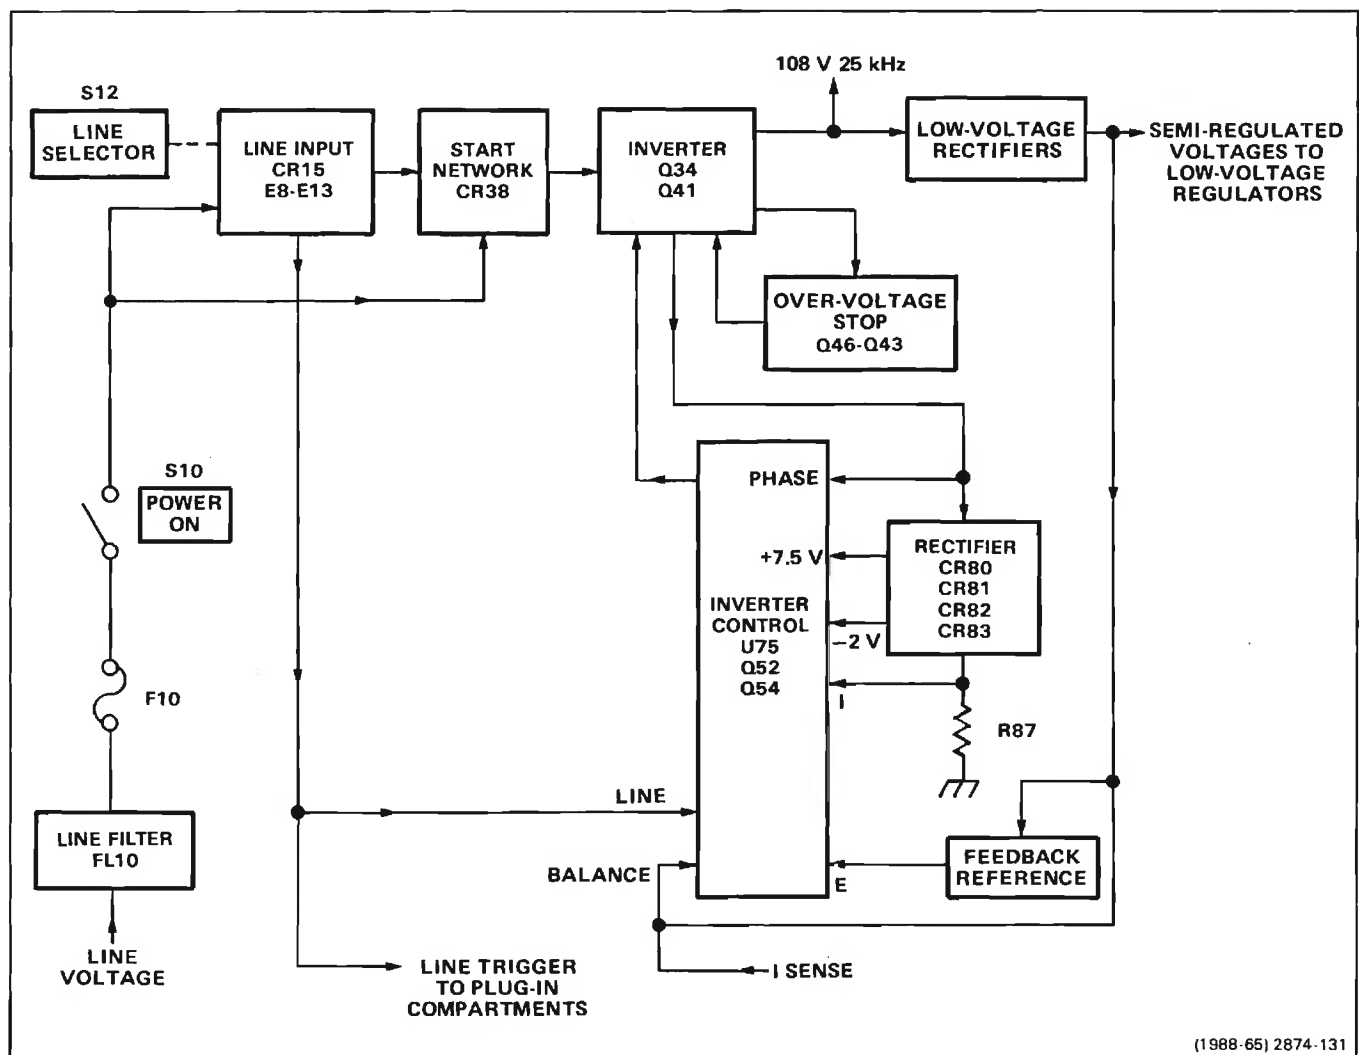 108 V 25 kHz
S12
LINE
SELECTOR
LINE INPUT
CR15
E8-E13
START
NETWORK
CR38
INVERTER
Q34
Q41
LOW-VOLTAGE
RECTIFIERS
SEMI-REGULATED
VOLTAGES TO
LOW-VOLTAGE
REGULATORS
OVER-VOLTAGE
STOP
Q46-Q43
S10
POWER
ON
PHASE
+7.5 V
−2 V
I
RECTIFIER
CR80
CR81
CR82
CR83
INVERTER
CONTROL
U75
Q52
Q54
F10
R87
LINE
LINE FILTER
FL10
BALANCE
E
FEEDBACK
REFERENCE
LINE
VOLTAGE
I SENSE
LINE TRIGGER
TO PLUG-IN
COMPARTMENTS
(1988-65) 2874-131